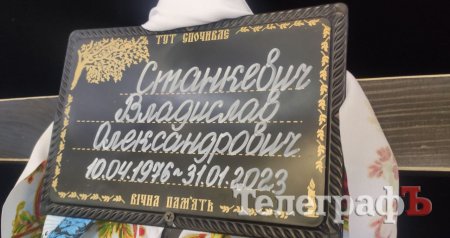 ТУТ СПОЧИВАЄ
Станкевич
Владислав
Олександрович
10.04.1976~31.01.2023
ВІЧНА ПАМ'ЯТЬ
ТелеграфЪ